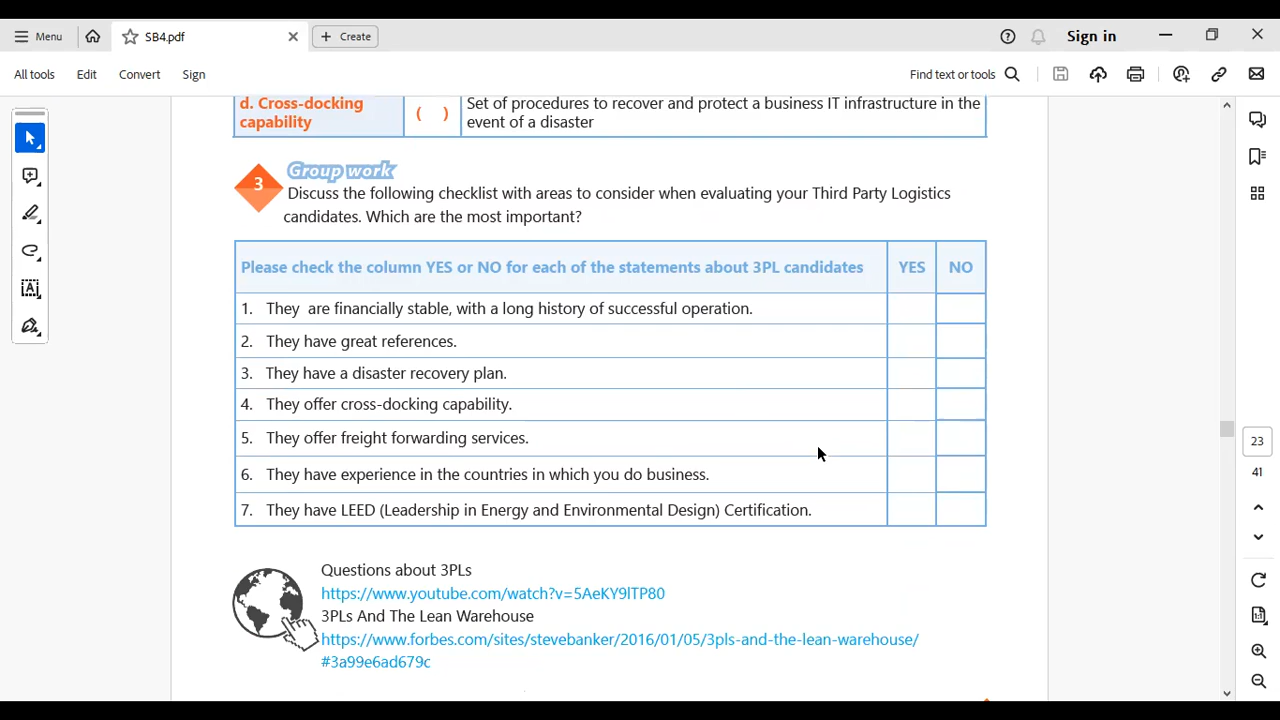 Menu
SB4.pdf
Create
Sign in
All tools
Edit
Convert
Sign
Find text or tools
d. Cross-docking
capability
( )
Set of procedures to recover and protect a business IT infrastructure in the
event of a disaster
3
Group work
Discuss the following checklist with areas to consider when evaluating your Third Party Logistics
candidates. Which are the most important?
Please check the column YES or NO for each of the statements about 3PL candidates YES NO
1. They are financially stable, with a long history of successful operation.
2. They have great references.
3. They have a disaster recovery plan.
4. They offer cross-docking capability.
5. They offer freight forwarding services.
6. They have experience in the countries in which you do business.
7. They have LEED (Leadership in Energy and Environmental Design) Certification.
Questions about 3PLs
https://www.youtube.com/watch?v=5AeKY9lTP80
3PLs And The Lean Warehouse
https://www.forbes.com/sites/stevebanker/2016/01/05/3pls-and-the-lean-warehouse/
#3a99e6ad679c
23
41